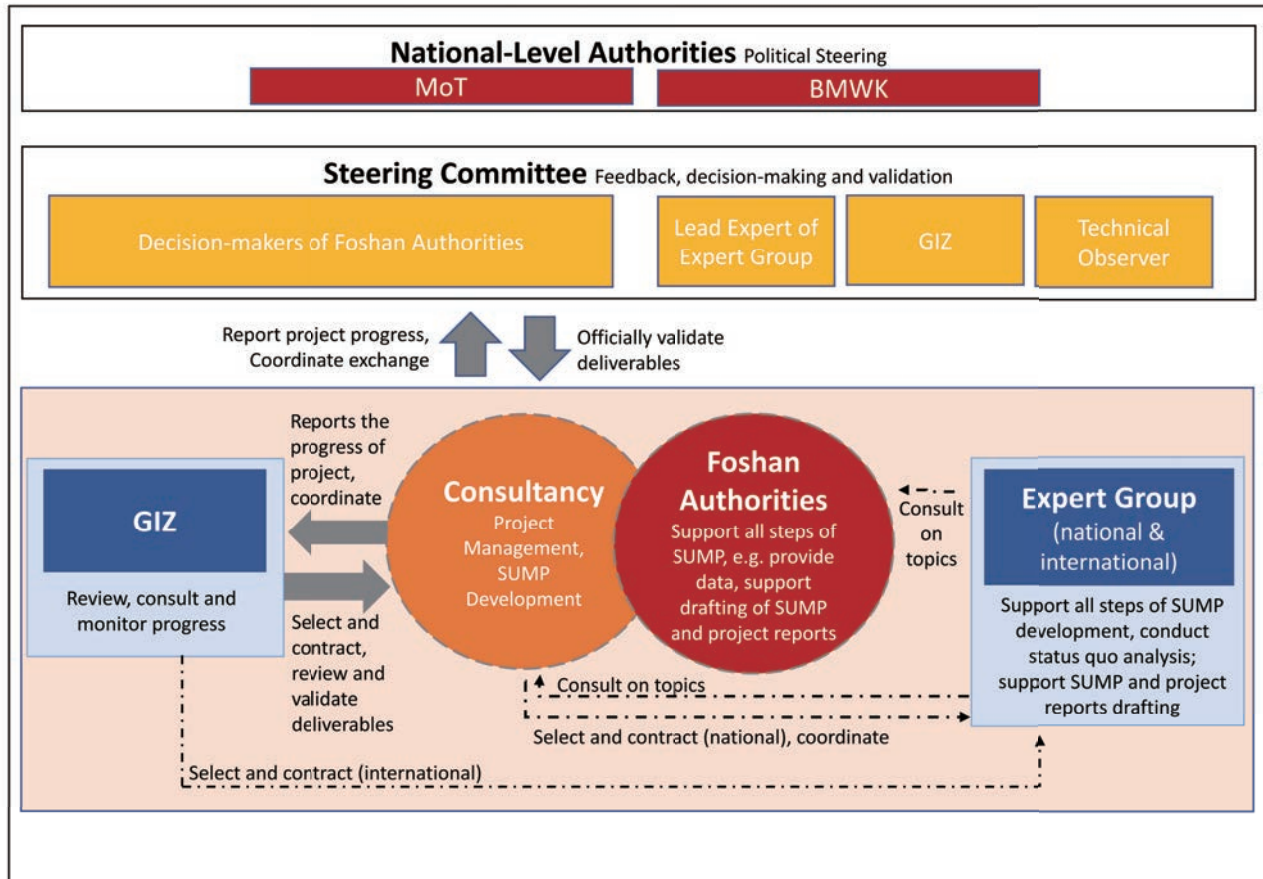 National-Level Authorities Political Steering
MoT
BMWK
Steering Committee Feedback, decision-making and validation
Decision-makers of Foshan Authorities
Lead Expert of
Expert Group
GIZ
Technical
Observer
Report project progress,
Coordinate exchange
Officially validate
deliverables
Reports the
progress of
project,
coordinate
GIZ
Review, consult and
monitor progress
Select and
contract,
review and
validate
deliverables
Consultancy
Project
Management,
SUMP
Development
Foshan
Authorities
Support all steps of
SUMP, e.g. provide
data, support
drafting of SUMP
and project reports
Consult
on
topics
Expert Group
(national &
international)
Support all steps of SUMP
development, conduct
status quo analysis;
support SUMP and project
reports drafting
Consult on topics
Select and contract (national), coordinate
Select and contract (international)